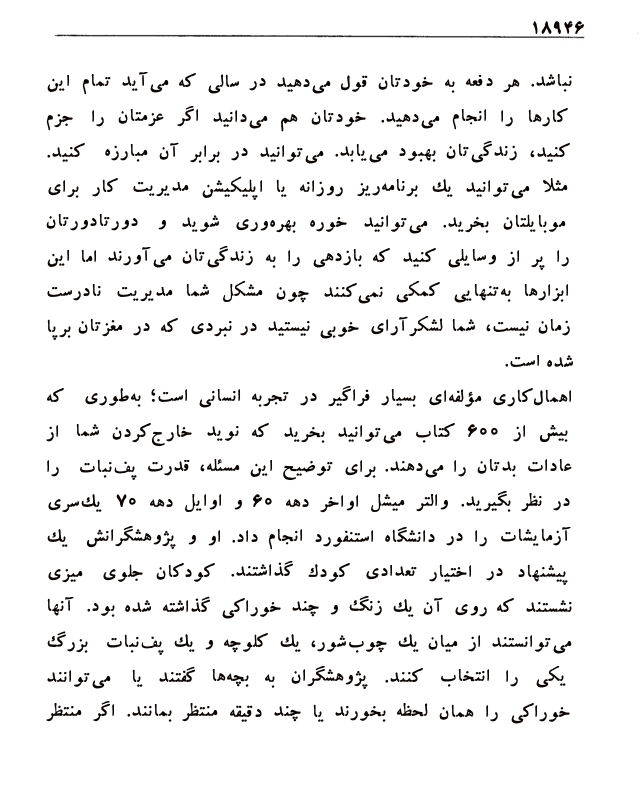 ۱۸۹۴۶
نباشد. هر دفعه به خودتان قول می‌دهید در سالی که می‌آید تمام این
کارها را انجام می‌دهید. خودتان هم می‌دانید اگر عزمتان را جزم
کنید، زندگی‌تان بهبود می‌یابد. می‌توانید در برابر آن مبارزه کنید.
مثلا می‌توانید یك برنامه‌ریز روزانه یا اپلیکیشن مدیریت کار برای
موبایلتان بخرید. می‌توانید خوره بهره‌وری شوید و دورتادورتان
را پر از وسایلی کنید که بازدهی را به زندگی‌تان می‌آورند اما این
ابزارها به‌تنهایی کمکی نمی‌کنند چون مشکل شما مدیریت نادرست
زمان نیست، شما لشکرآرای خوبی نیستید در نبردی که در مغزتان برپا
شده است.
اهمال‌کاری مؤلفه‌ای بسیار فراگیر در تجربه انسانی است؛ به‌طوری که
بیش از ۶۰۰ کتاب می‌توانید بخرید که نوید خارج‌کردن شما از
عادات بدتان را می‌دهند. برای توضیح این مسئله، قدرت پف‌نبات را
در نظر بگیرید. والتر میشل اواخر دهه ۶۰ و اوایل دهه ۷۰ یك‌سری
آزمایشات را در دانشگاه استنفورد انجام داد. او و پژوهشگرانش یك
پیشنهاد در اختیار تعدادی کودك گذاشتند. کودکان جلوی میزی
نشستند که روی آن یك زنگ و چند خوراکی گذاشته شده بود. آنها
می‌توانستند از میان یك چوب‌شور، یك کلوچه و یك پف‌نبات بزرگ
یکی را انتخاب کنند. پژوهشگران به بچه‌ها گفتند یا می‌توانند
خوراکی را همان لحظه بخورند یا چند دقیقه منتظر بمانند. اگر منتظر